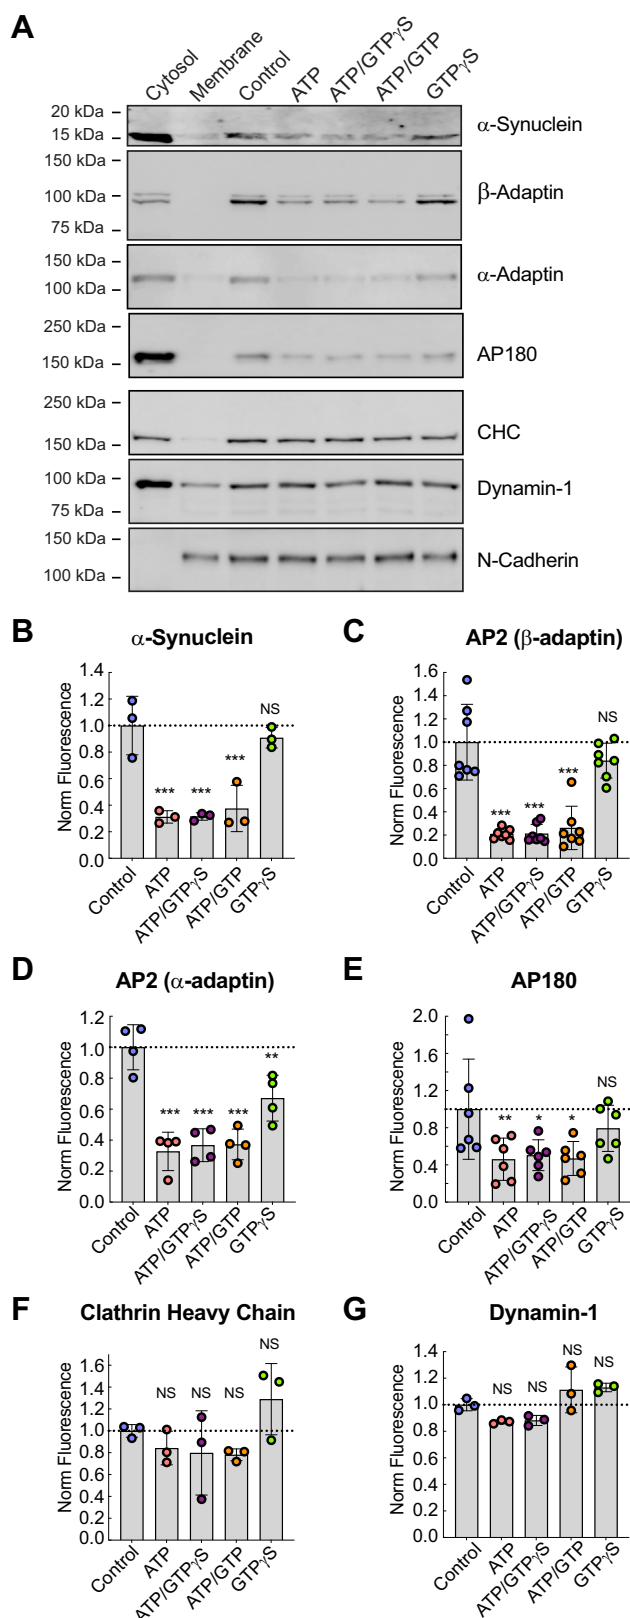 A
Cytosol Membrane Control ATP ATP/GTPγS ATP/GTP GTPγS
20 kDa
15 kDa
α-Synuclein
150 kDa
100 kDa
75 kDa
β-Adaptin
150 kDa
100 kDa
α-Adaptin
250 kDa
150 kDa
AP180
250 kDa
150 kDa
CHC
100 kDa
75 kDa
Dynamin-1
150 kDa
100 kDa
N-Cadherin
B
α-Synuclein
Norm Fluorescence
1.4
1.2
1.0
0.8
0.6
0.4
0.2
0.0
*** *** *** NS
Control ATP ATP/GTPγS ATP/GTP GTPγS
C
AP2 (β-adaptin)
Norm Fluorescence
1.6
1.4
1.2
1.0
0.8
0.6
0.4
0.2
0.0
*** *** *** NS
Control ATP ATP/GTPγS ATP/GTP GTPγS
D
AP2 (α-adaptin)
Norm Fluorescence
1.2
1.0
0.8
0.6
0.4
0.2
0.0
*** *** *** **
Control ATP ATP/GTPγS ATP/GTP GTPγS
E
AP180
Norm Fluorescence
2.0
1.6
1.2
0.8
0.4
0.0
** * * NS
Control ATP ATP/GTPγS ATP/GTP GTPγS
F
Clathrin Heavy Chain
Norm Fluorescence
1.6
1.4
1.2
1.0
0.8
0.6
0.4
0.2
0.0
NS NS NS NS
Control ATP ATP/GTPγS ATP/GTP GTPγS
G
Dynamin-1
Norm Fluorescence
1.4
1.2
1.0
0.8
0.6
0.4
0.2
0.0
NS NS NS NS
Control ATP ATP/GTPγS ATP/GTP GTPγS